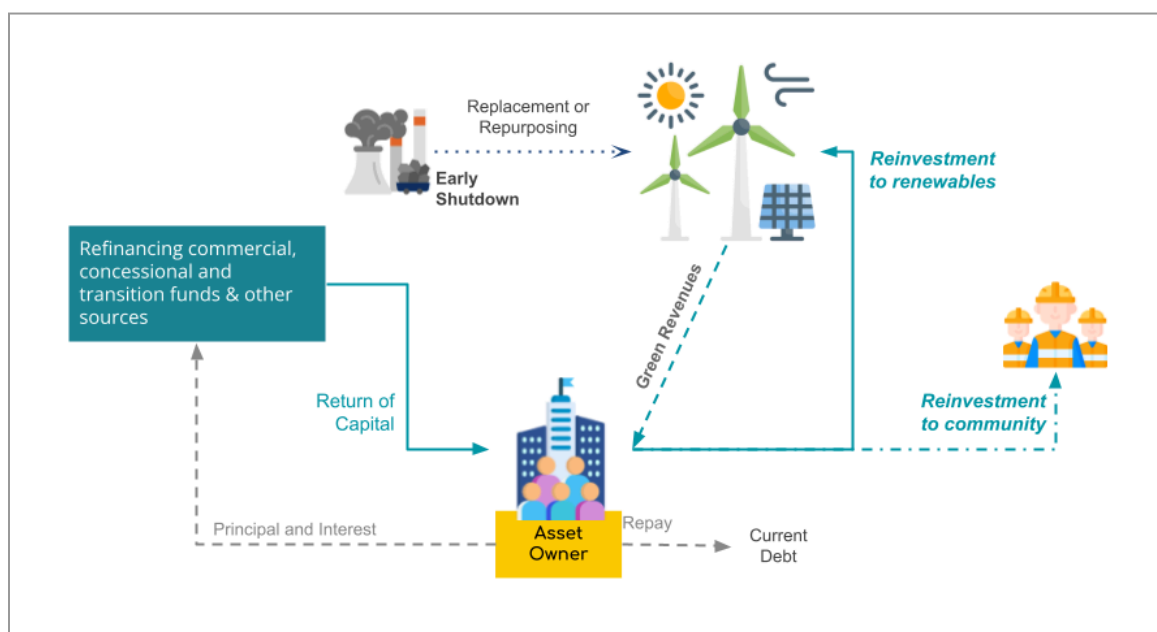 Replacement or
Repurposing
Early
Shutdown
Reinvestment
to renewables
Refinancing commercial,
concessional and
transition funds & other
sources
Green Revenues
Return of
Capital
Reinvestment
to community
Principal and Interest
Asset
Owner
Repay
Current
Debt